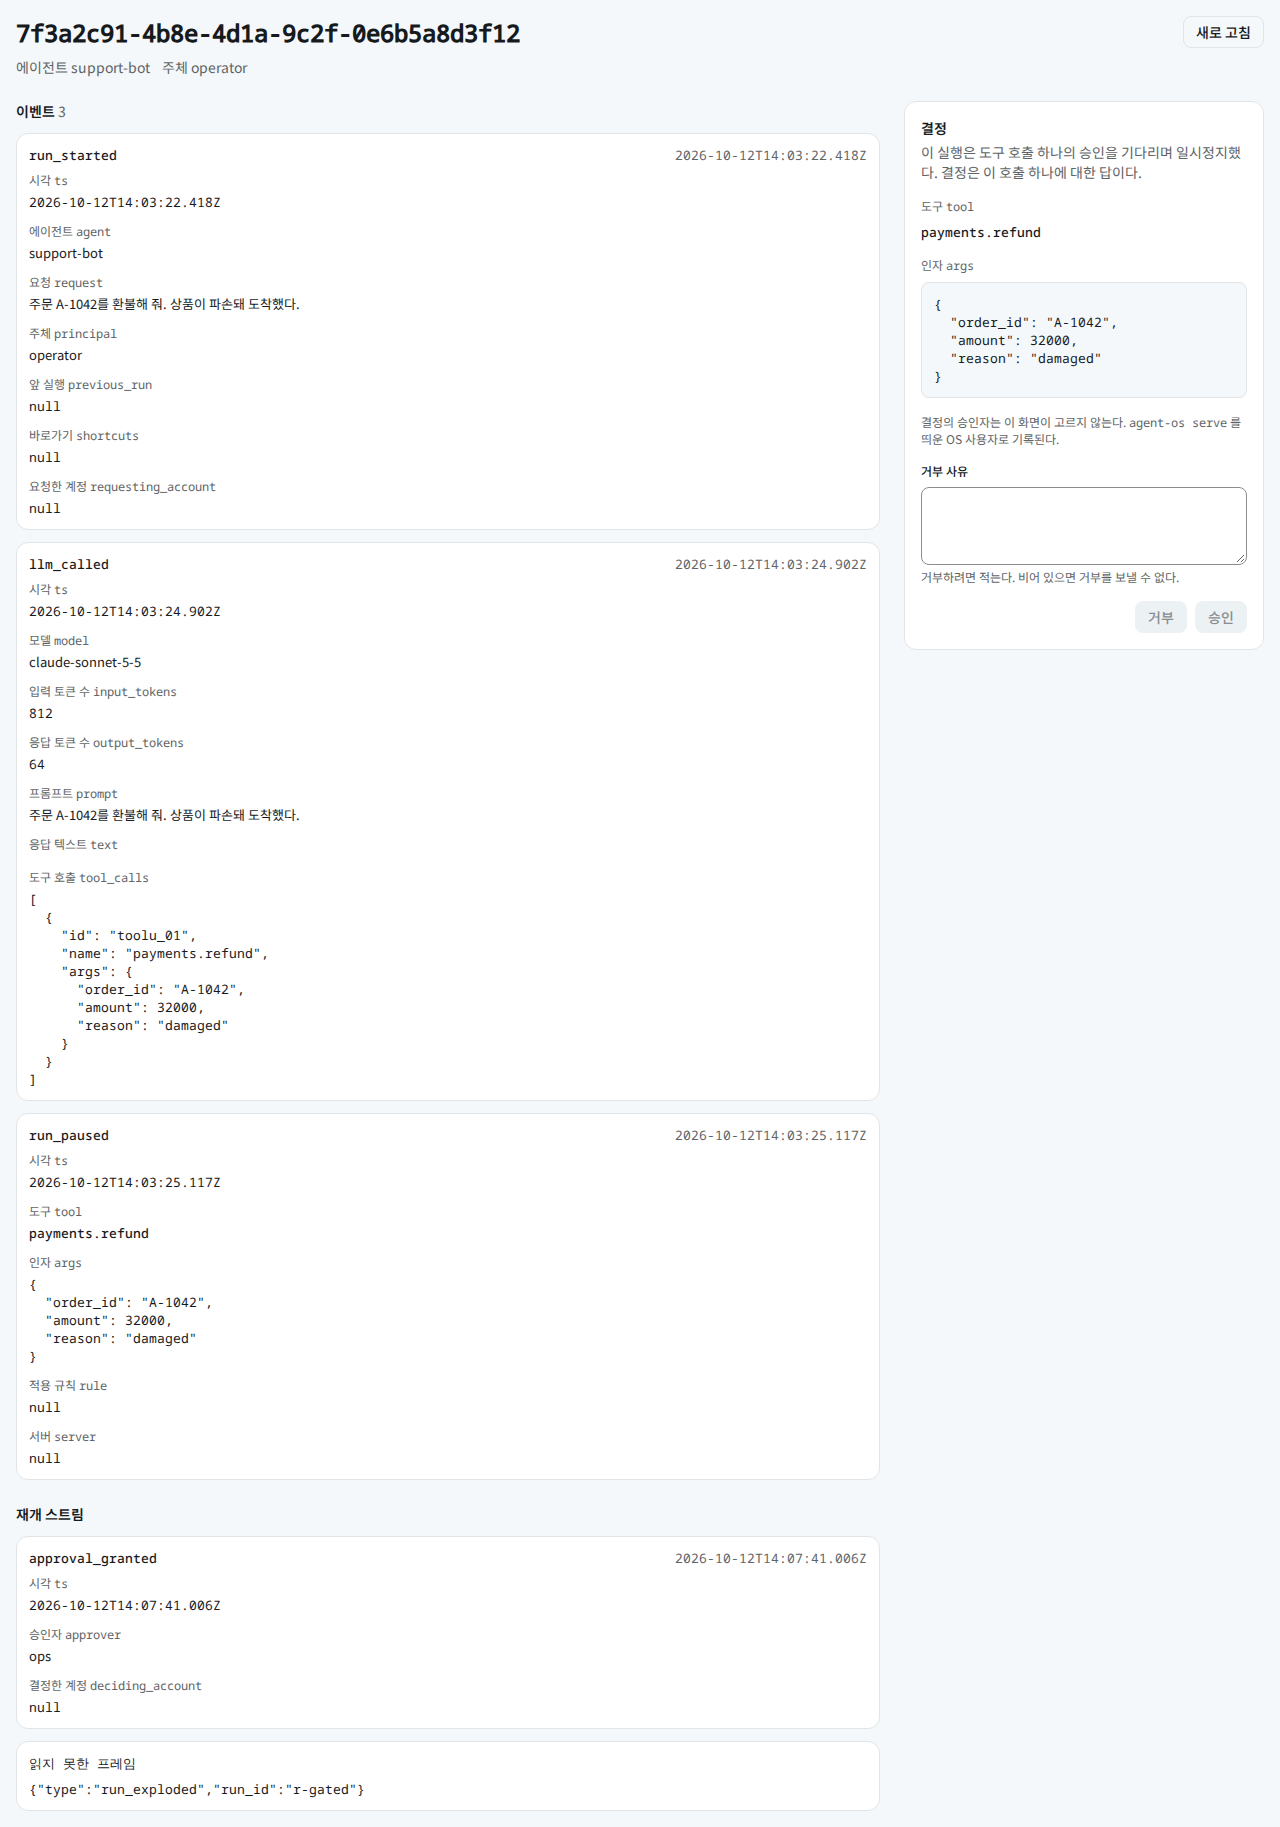 7f3a2c91-4b8e-4d1a-9c2f-0e6b5a8d3f12
새로 고침
에이전트 support-bot 주체 operator
이벤트 3
run_started 2026-10-12T14:03:22.418Z
시각 ts
2026-10-12T14:03:22.418Z
에이전트 agent
support-bot
요청 request
주문 A-1042를 환불해 줘. 상품이 파손돼 도착했다.
주체 principal
operator
앞 실행 previous_run
null
바로가기 shortcuts
null
요청한 계정 requesting_account
null
llm_called 2026-10-12T14:03:24.902Z
시각 ts
2026-10-12T14:03:24.902Z
모델 model
claude-sonnet-5-5
입력 토큰 수 input_tokens
812
응답 토큰 수 output_tokens
64
프롬프트 prompt
주문 A-1042를 환불해 줘. 상품이 파손돼 도착했다.
응답 텍스트 text
도구 호출 tool_calls
[
  {
    "id": "toolu_01",
    "name": "payments.refund",
    "args": {
      "order_id": "A-1042",
      "amount": 32000,
      "reason": "damaged"
    }
  }
]
run_paused 2026-10-12T14:03:25.117Z
시각 ts
2026-10-12T14:03:25.117Z
도구 tool
payments.refund
인자 args
{
  "order_id": "A-1042",
  "amount": 32000,
  "reason": "damaged"
}
적용 규칙 rule
null
서버 server
null
재개 스트림
approval_granted 2026-10-12T14:07:41.006Z
시각 ts
2026-10-12T14:07:41.006Z
승인자 approver
ops
결정한 계정 deciding_account
null
읽지 못한 프레임
{"type":"run_exploded","run_id":"r-gated"}
결정
이 실행은 도구 호출 하나의 승인을 기다리며 일시정지했
다. 결정은 이 호출 하나에 대한 답이다.
도구 tool
payments.refund
인자 args
{
  "order_id": "A-1042",
  "amount": 32000,
  "reason": "damaged"
}
결정의 승인자는 이 화면이 고르지 않는다. agent-os serve 를
띄운 OS 사용자로 기록된다.
거부 사유
거부하려면 적는다. 비어 있으면 거부를 보낼 수 없다.
거부 승인